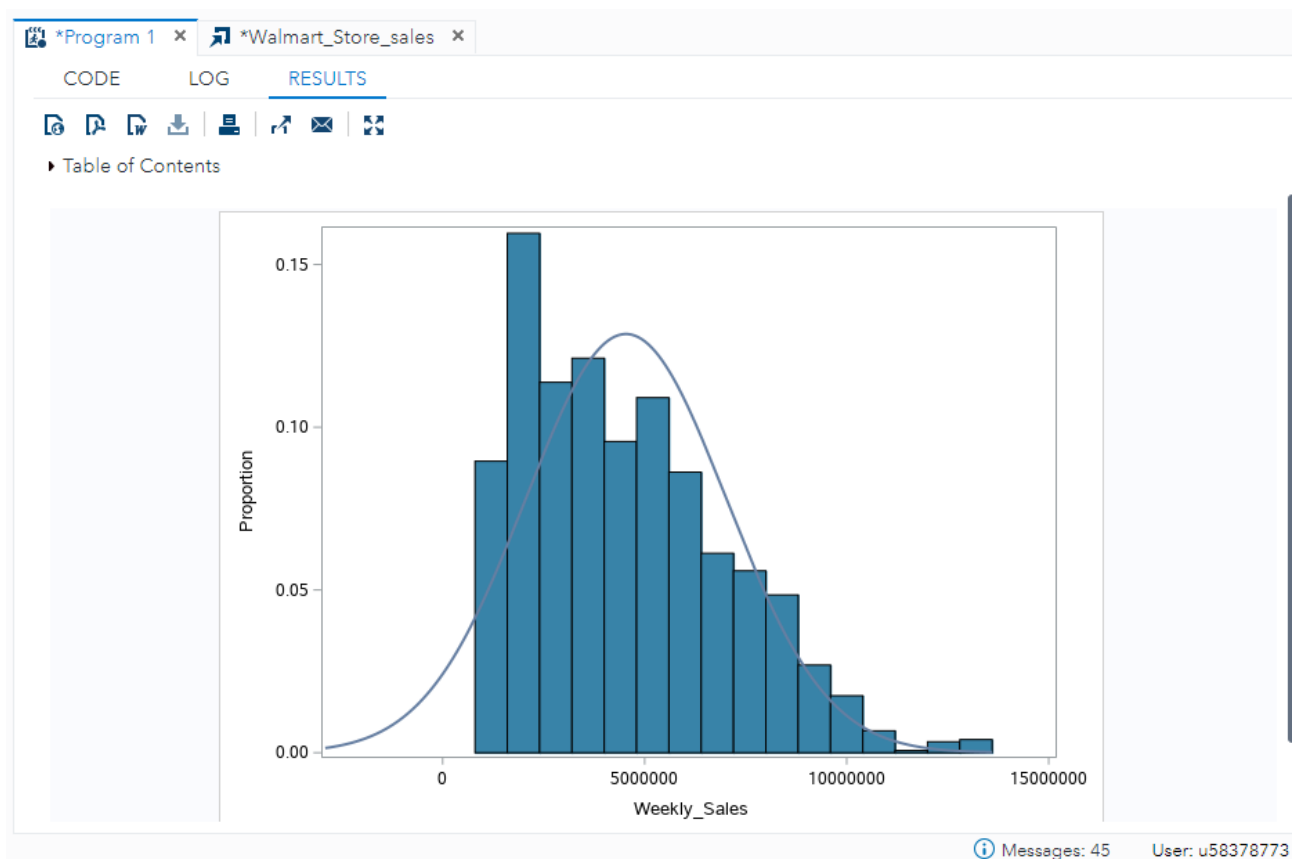 *Program 1 × *Walmart_Store_sales ×
CODE LOG RESULTS
Table of Contents
0.15
0.10
0.05
0.00
Proportion
0 5000000 10000000 15000000
Weekly_Sales
Messages: 45 User: u58378773